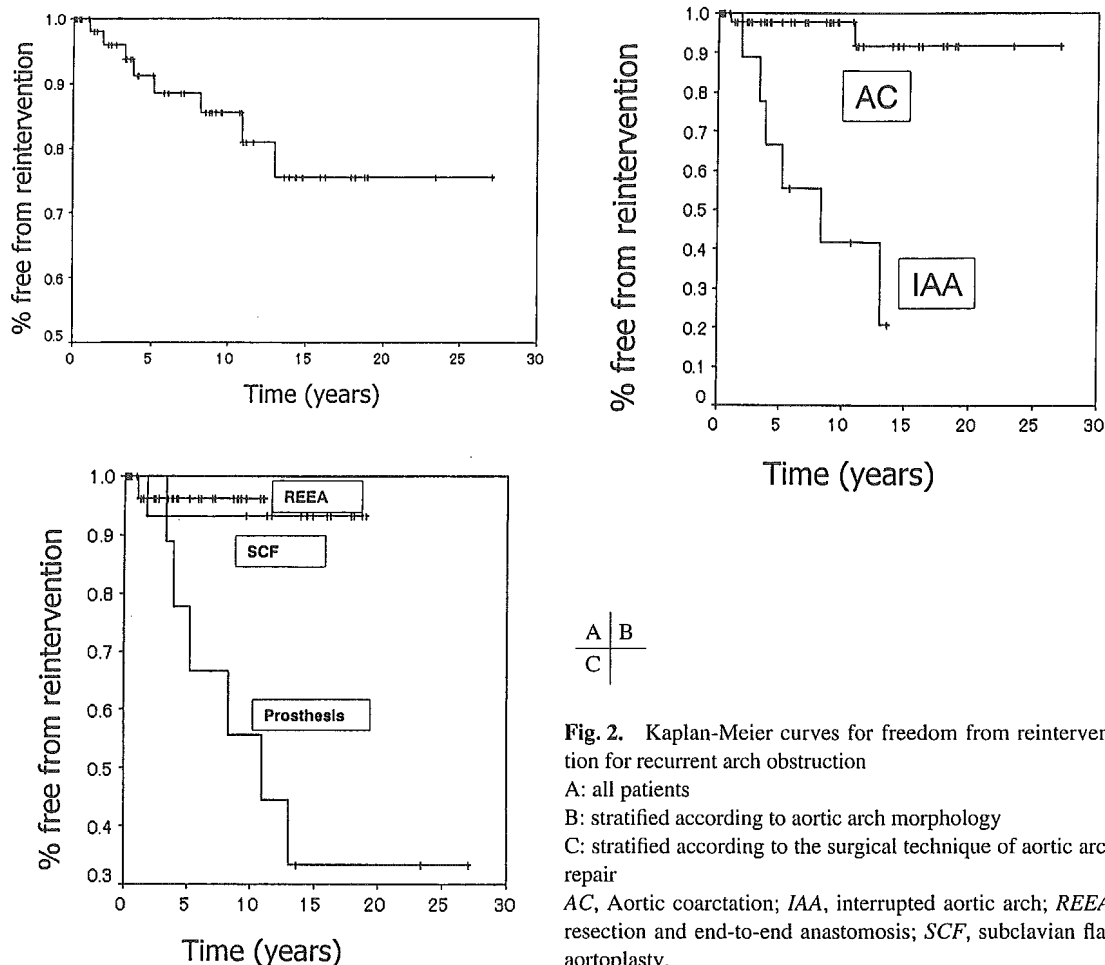 % free from reintervention
1.0
0.9
0.8
0.7
0.6
0.5
0 5 10 15 20 25 30
Time (years)
% free from reintervention
1.0
0.9
0.8
0.7
0.6
0.5
0.4
0.3
0.2
0.1
0
AC
IAA
0 5 10 15 20 25 30
Time (years)
% free from reintervention
1.0
0.9
0.8
0.7
0.6
0.5
0.4
0.3
REEA
SCF
Prosthesis
0 5 10 15 20 25 30
Time (years)
A B
C
Fig. 2. Kaplan-Meier curves for freedom from reinterven
tion for recurrent arch obstruction
A: all patients
B: stratified according to aortic arch morphology
C: stratified according to the surgical technique of aortic arc
repair
AC, Aortic coarctation; IAA, interrupted aortic arch; REEA
resection and end-to-end anastomosis; SCF, subclavian fla
aortoplasty.